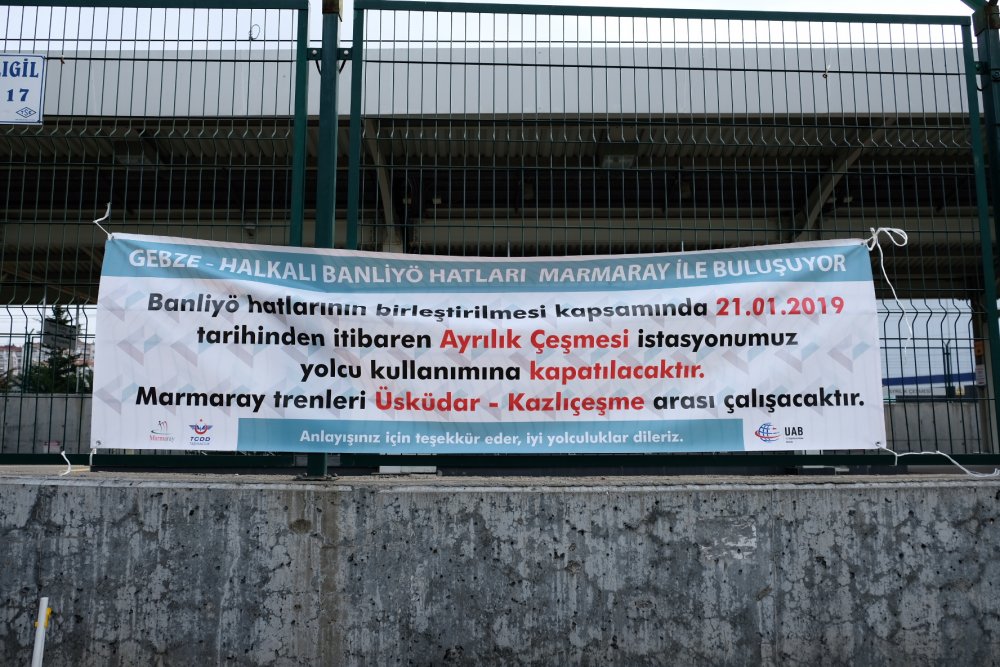 IGİL
17
TSE
GEBZE - HALKALI BANLİYÖ HATLARI MARMARAY İLE BULUŞUYOR
Banliyö hatlarının birleştirilmesi kapsamında 21.01.2019
tarihinden itibaren Ayrılık Çeşmesi istasyonumuz
yolcu kullanımına kapatılacaktır.
Marmaray trenleri Üsküdar - Kazlıçeşme arası çalışacaktır.
Marmaray
TCDD
Anlayışınız için teşekkür eder, iyi yolculuklar dileriz.
UAB